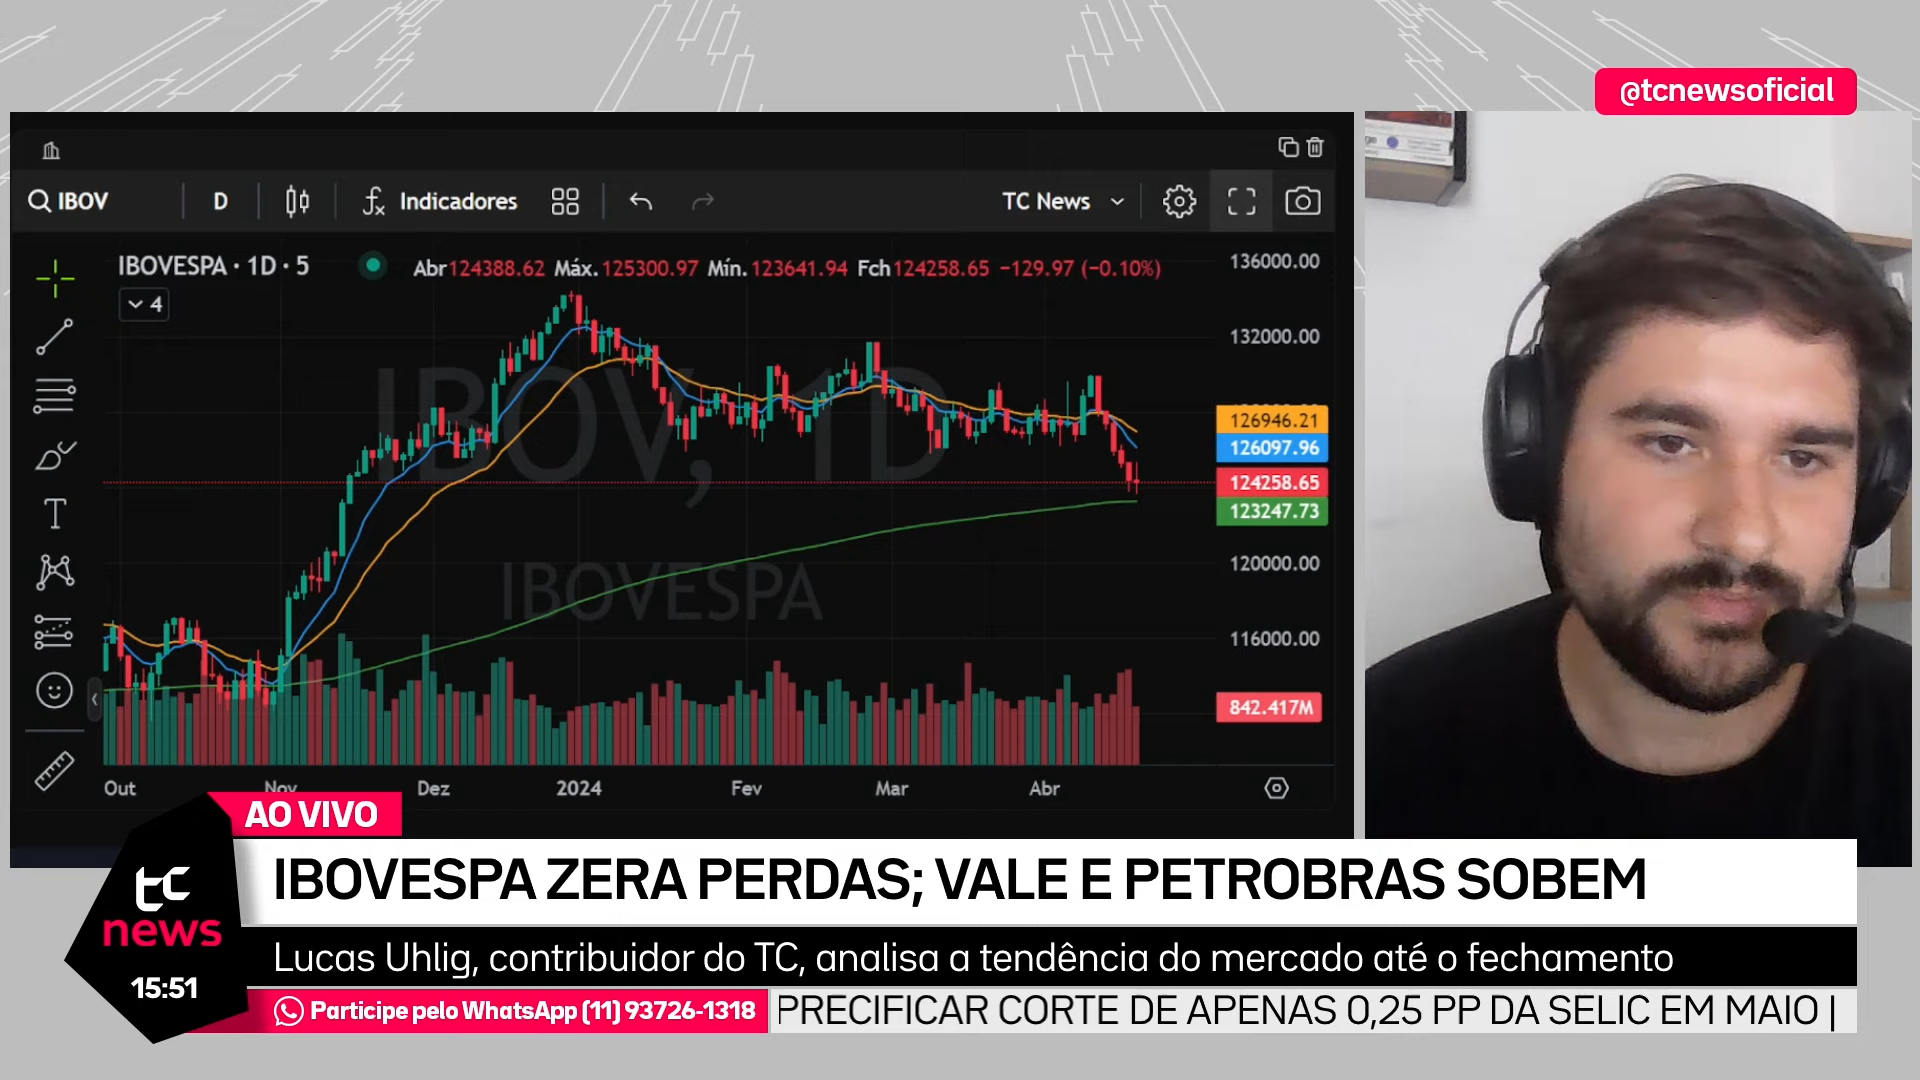 @tcnewsoficial
IBOV D Indicadores TC News
IBOVESPA · 1D · 5 Abr124388.62 Máx.125300.97 Mín.123641.94 Fch124258.65 −129.97 (−0.10%)
4
136000.00
132000.00
IBOV, 1D
126946.21
126097.96
124258.65
123247.73
120000.00
IBOVESPA
116000.00
842.417M
Out Nov Dez 2024 Fev Mar Abr
AO VIVO
IBOVESPA ZERA PERDAS; VALE E PETROBRAS SOBEM
tc
news
Lucas Uhlig, contribuidor do TC, analisa a tendência do mercado até o fechamento
15:51
Participe pelo WhatsApp (11) 93726-1318
PRECIFICAR CORTE DE APENAS 0,25 PP DA SELIC EM MAIO |